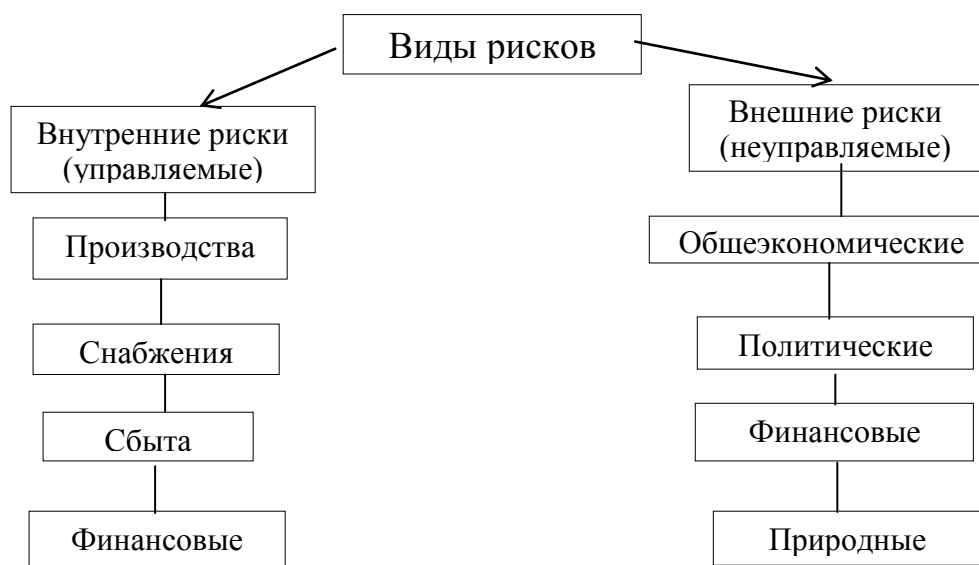 Виды рисков
Внутренние риски
(управляемые)
Производства
Снабжения
Сбыта
Финансовые
Внешние риски
(неуправляемые)
Общеэкономические
Политические
Финансовые
Природные